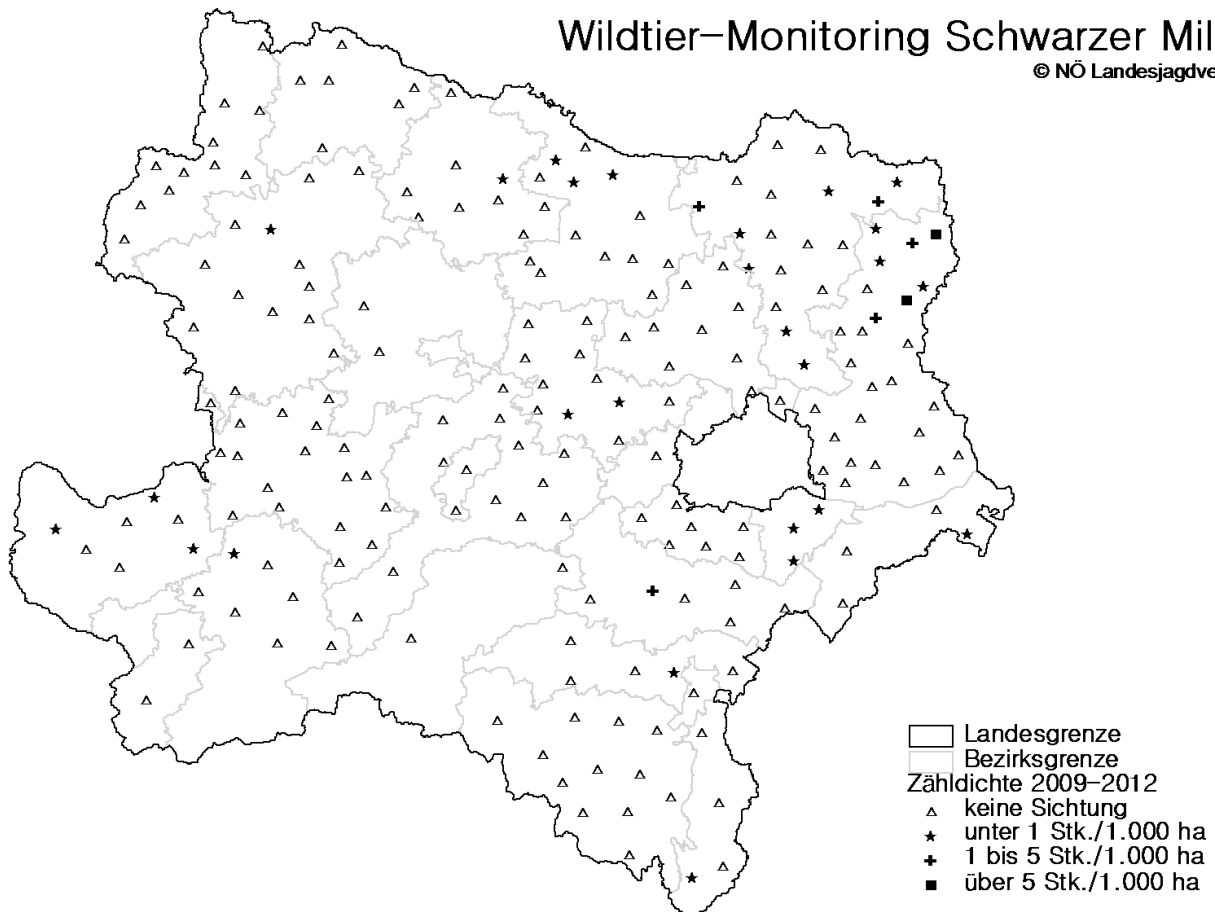 Wildtier–Monitoring Schwarzer Mil
© NÖ Landesjagdve
Landesgrenze
Bezirksgrenze
Zähldichte 2009–2012
keine Sichtung
unter 1 Stk./1.000 ha
1 bis 5 Stk./1.000 ha
über 5 Stk./1.000 ha